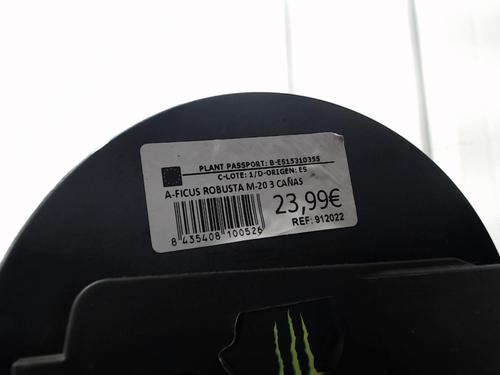 PLANT PASSPORT: B-ES15310355
C-LOTE: 1/D-ORIGEN: ES
A-FICUS ROBUSTA M-20 3 CAÑAS
23,99€
REF: 912022
8 435408 100526